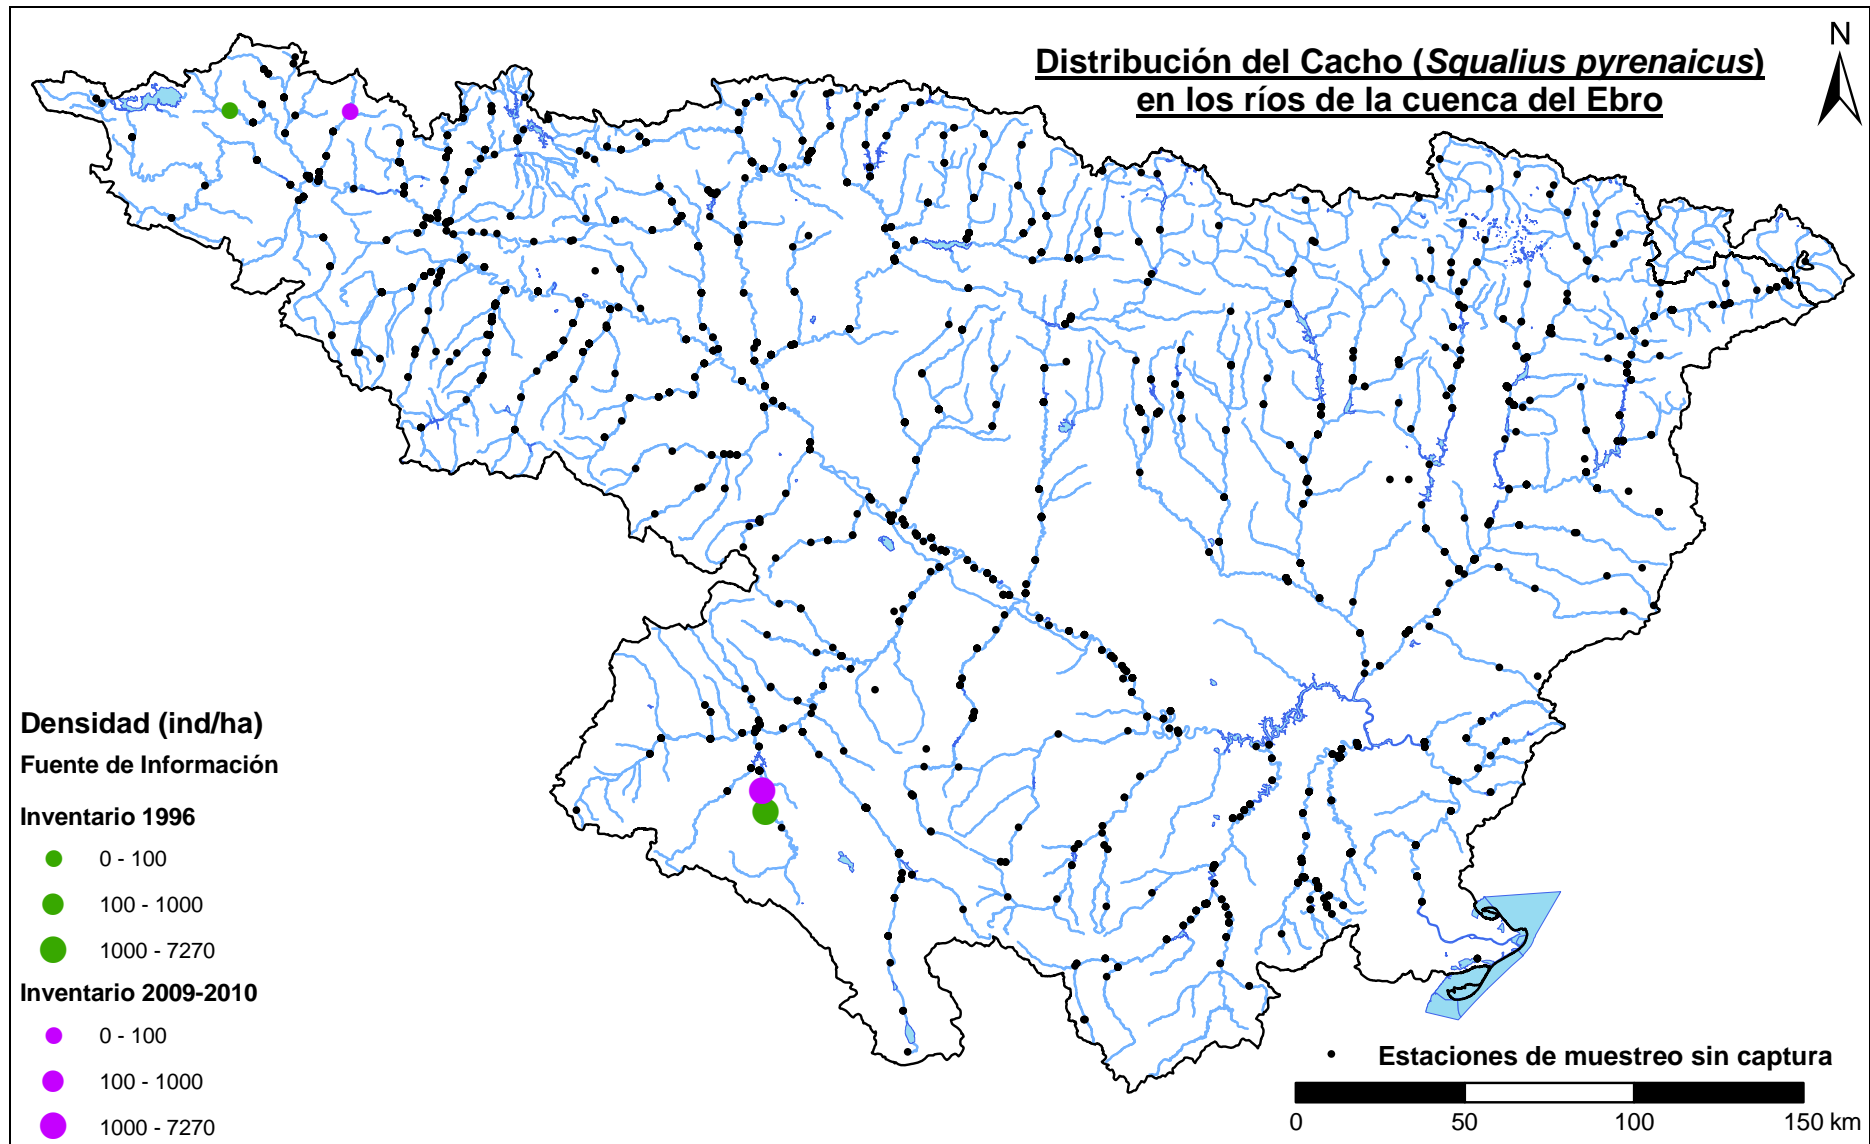 Distribución del Cacho (Squalius pyrenaicus)
en los ríos de la cuenca del Ebro
N
Densidad (ind/ha)
Fuente de Información
Inventario 1996
0 - 100
100 - 1000
1000 - 7270
Inventario 2009-2010
0 - 100
100 - 1000
1000 - 7270
Estaciones de muestreo sin captura
0 50 100 150 km